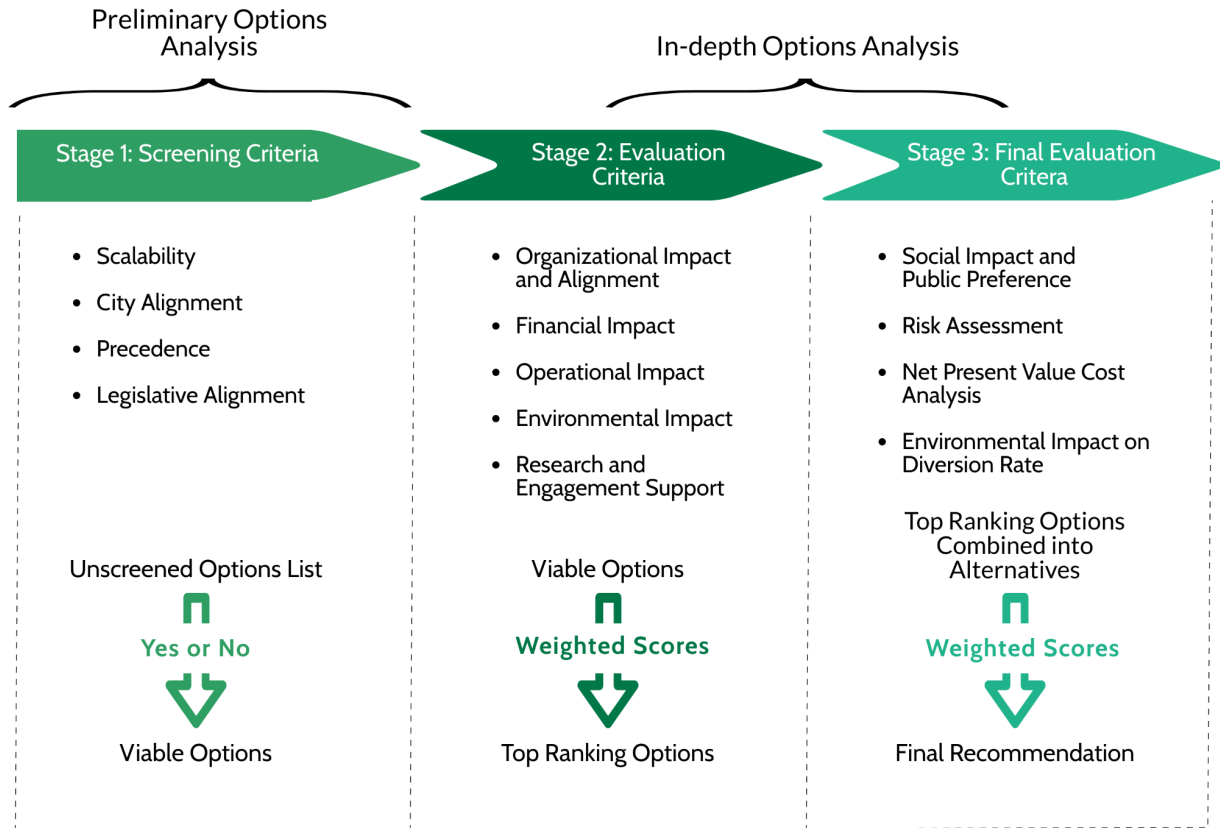 Preliminary Options
Analysis
In-depth Options Analysis
Stage 1: Screening Criteria
• Scalability
• City Alignment
• Precedence
• Legislative Alignment
Unscreened Options List
Yes or No
Viable Options
Stage 2: Evaluation
Criteria
• Organizational Impact
and Alignment
• Financial Impact
• Operational Impact
• Environmental Impact
• Research and
Engagement Support
Viable Options
Weighted Scores
Top Ranking Options
Stage 3: Final Evaluation
Critera
• Social Impact and
Public Preference
• Risk Assessment
• Net Present Value Cost
Analysis
• Environmental Impact on
Diversion Rate
Top Ranking Options
Combined into
Alternatives
Weighted Scores
Final Recommendation